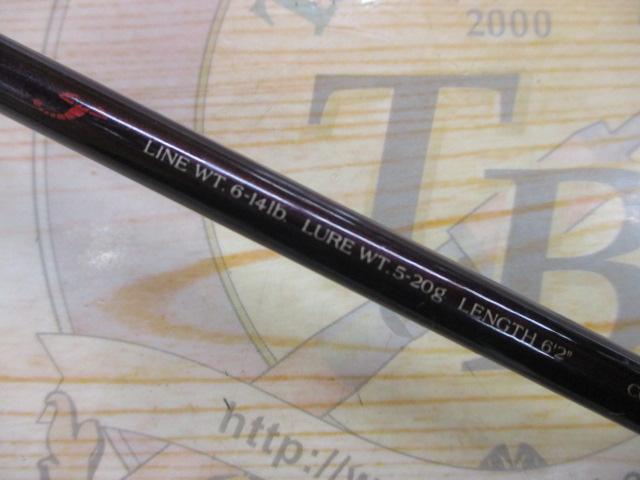 2000
TB
LINE WT. 6-14lb. LURE WT. 5-20g LENGTH 6'2"
http://w